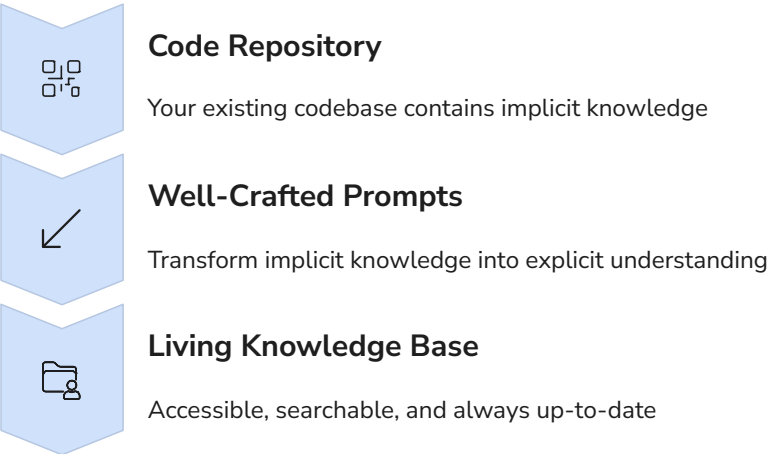 Code Repository
Your existing codebase contains implicit knowledge
Well-Crafted Prompts
Transform implicit knowledge into explicit understanding
Living Knowledge Base
Accessible, searchable, and always up-to-date